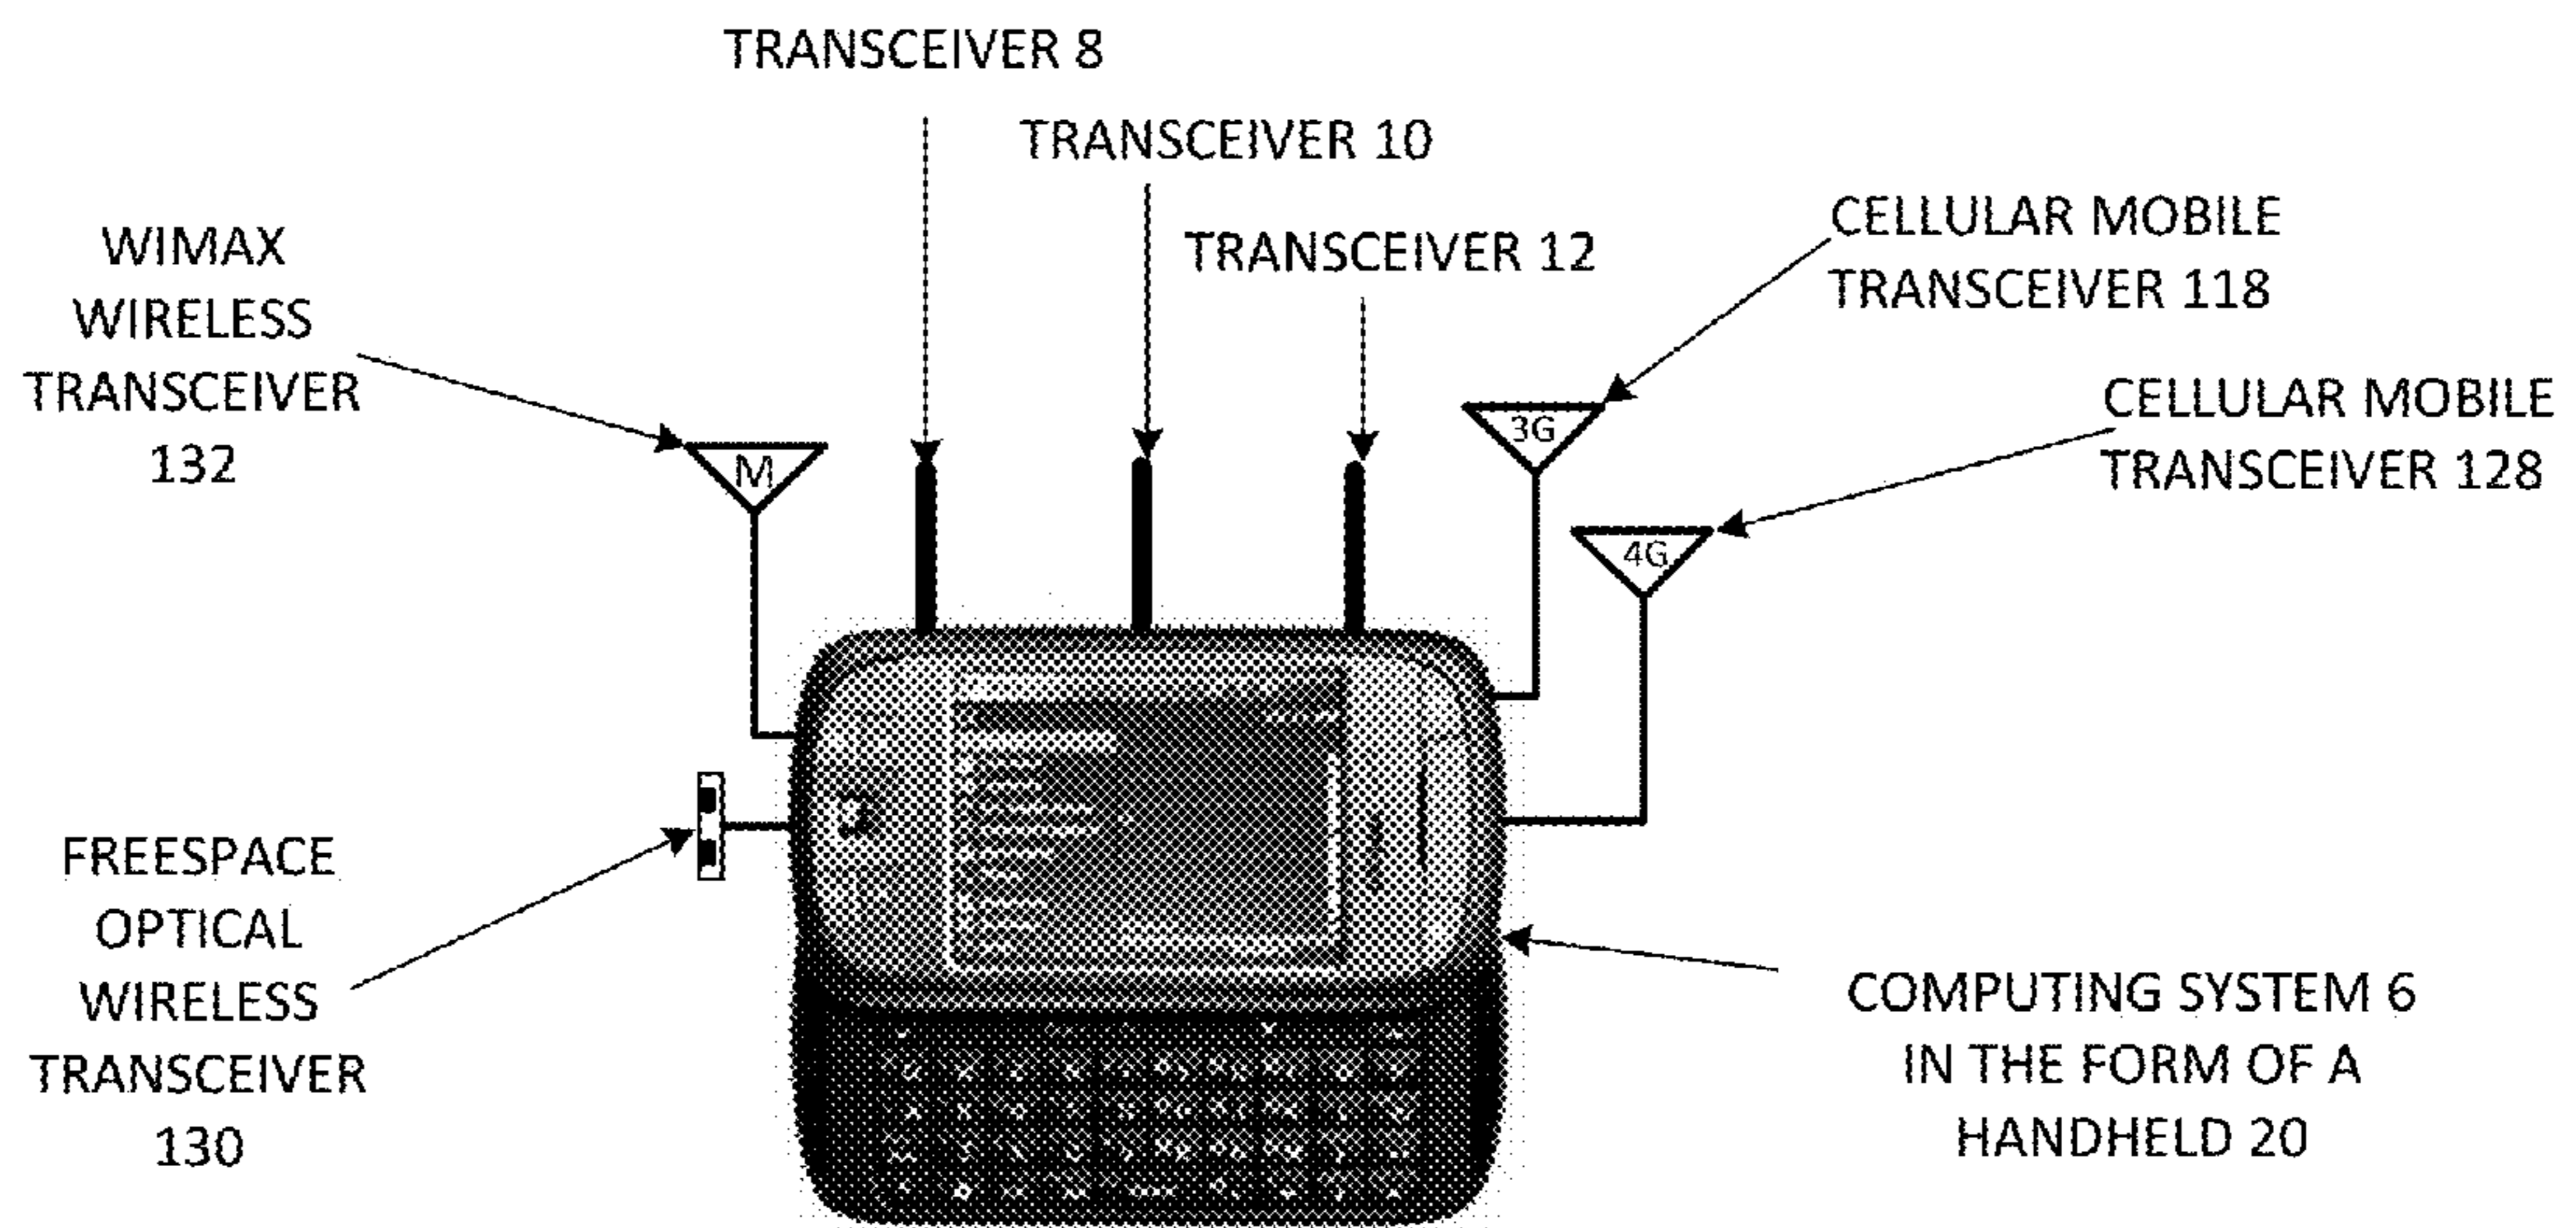 TRANSCEIVER 8
TRANSCEIVER 10
TRANSCEIVER 12
WIMAX
WIRELESS
TRANSCEIVER
132
M
CELLULAR MOBILE
TRANSCEIVER 118
3G
CELLULAR MOBILE
TRANSCEIVER 128
4G
FREESPACE
OPTICAL
WIRELESS
TRANSCEIVER
130
COMPUTING SYSTEM 6
IN THE FORM OF A
HANDHELD 20